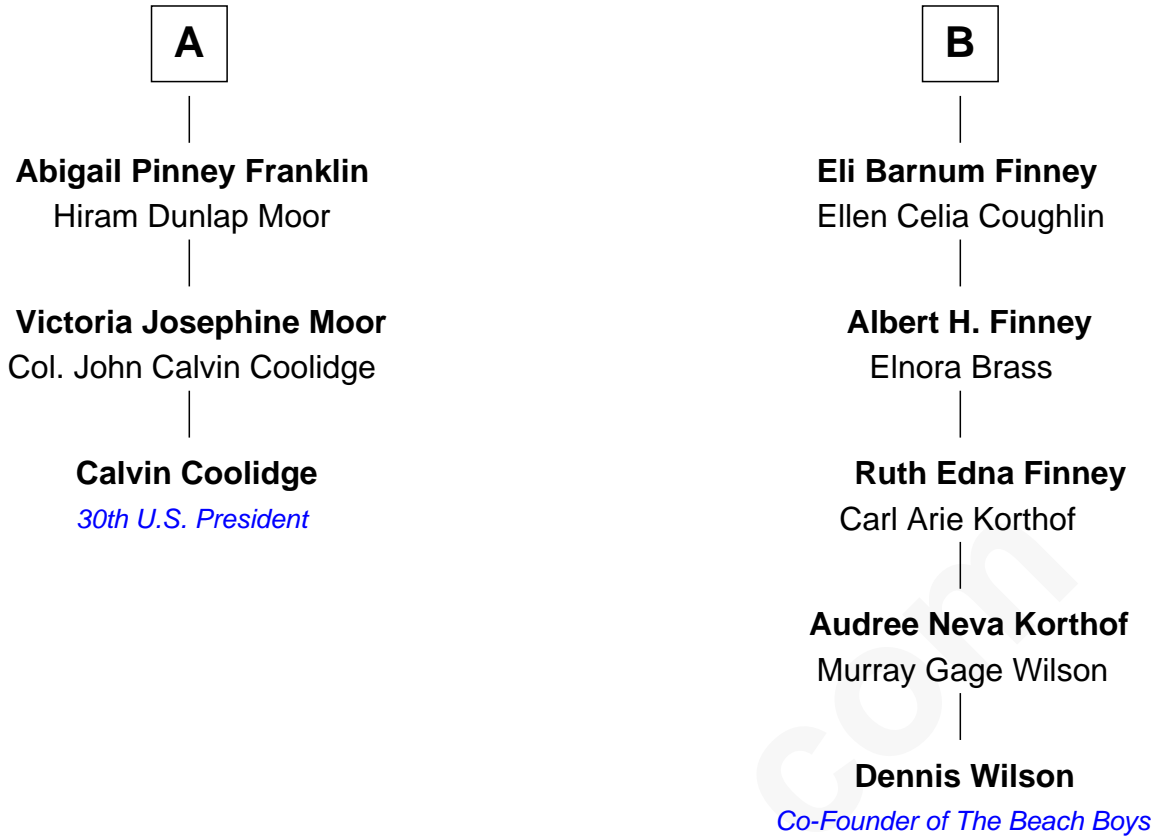 A
Abigail Pinney Franklin
Hiram Dunlap Moor
Victoria Josephine Moor
Col. John Calvin Coolidge
Calvin Coolidge
30th U.S. President
B
Eli Barnum Finney
Ellen Celia Coughlin
Albert H. Finney
Elnora Brass
Ruth Edna Finney
Carl Arie Korthof
Audree Neva Korthof
Murray Gage Wilson
Dennis Wilson
Co-Founder of The Beach Boys
com